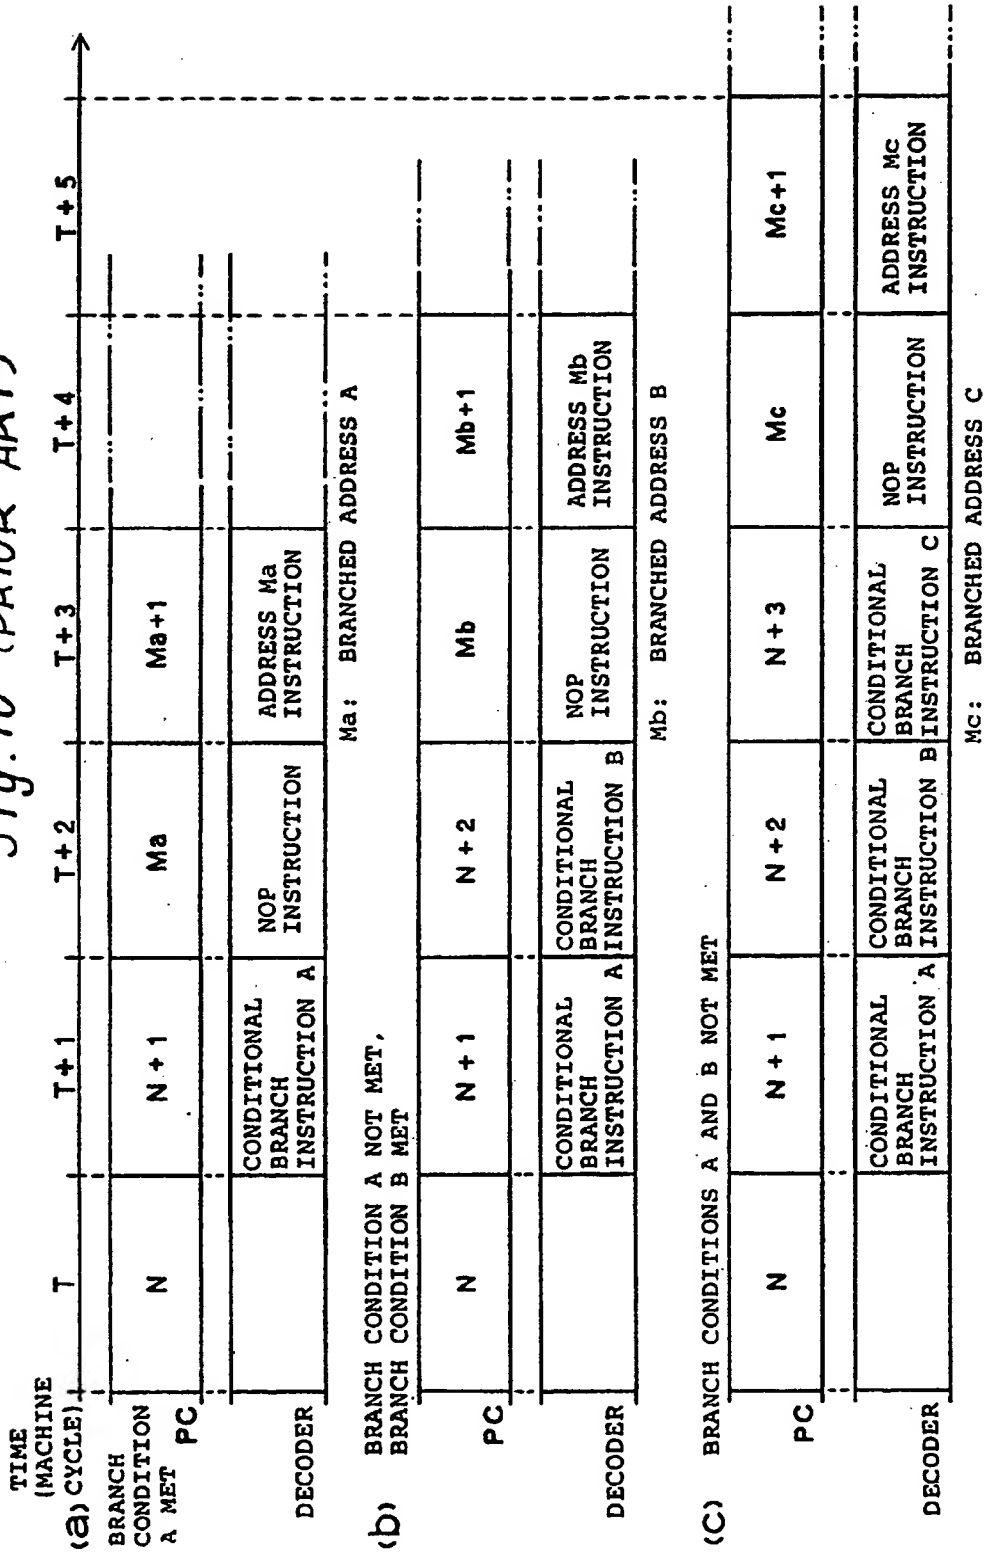 Fig. 10 (PRIOR ART)
TIME
(MACHINE
CYCLE)
T T+1 T+2 T+3 T+4 T+5
(a)
BRANCH
CONDITION
A MET
PC N N+1 Ma Ma+1
DECODER
CONDITIONAL
BRANCH
INSTRUCTION A
NOP
INSTRUCTION
ADDRESS Ma
INSTRUCTION
Ma: BRANCHED ADDRESS A
(b) BRANCH CONDITION A NOT MET,
BRANCH CONDITION B MET
PC N N+1 N+2 Mb Mb+1
DECODER
CONDITIONAL
BRANCH
INSTRUCTION A
CONDITIONAL
BRANCH
INSTRUCTION B
NOP
INSTRUCTION
ADDRESS Mb
INSTRUCTION
Mb: BRANCHED ADDRESS B
(C) BRANCH CONDITIONS A AND B NOT MET
PC N N+1 N+2 N+3 Mc Mc+1
DECODER
CONDITIONAL
BRANCH
INSTRUCTION A
CONDITIONAL
BRANCH
INSTRUCTION B
CONDITIONAL
BRANCH
INSTRUCTION C
NOP
INSTRUCTION
ADDRESS Mc
INSTRUCTION
Mc: BRANCHED ADDRESS C